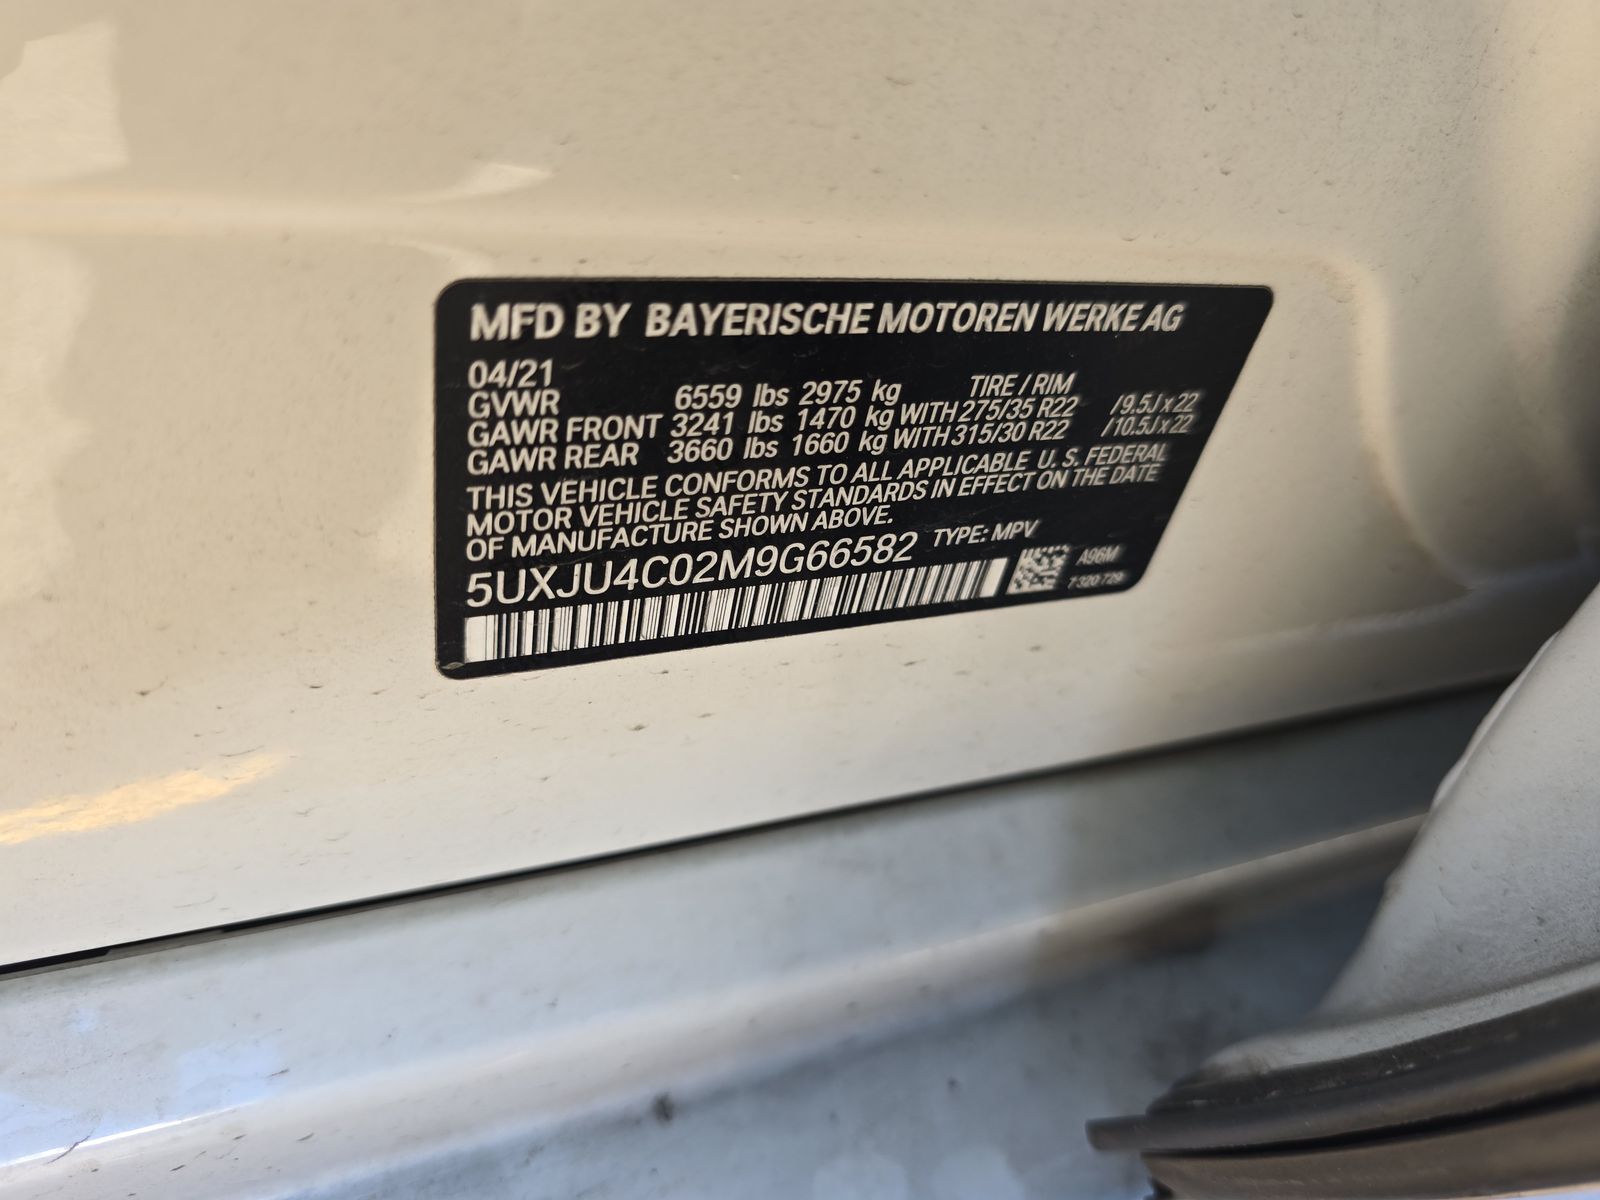 MFD BY BAYERISCHE MOTOREN WERKE AG
04/21
GVWR 6559 lbs 2975 kg TIRE / RIM
GAWR FRONT 3241 lbs 1470 kg WITH 275/35 R22 /9.5J x 22
GAWR REAR 3660 lbs 1660 kg WITH 315/30 R22 /10.5J x 22
THIS VEHICLE CONFORMS TO ALL APPLICABLE U. S. FEDERAL
MOTOR VEHICLE SAFETY STANDARDS IN EFFECT ON THE DATE
OF MANUFACTURE SHOWN ABOVE.
5UXJU4C02M9G66582 TYPE: MPV
A96M
7 320 729